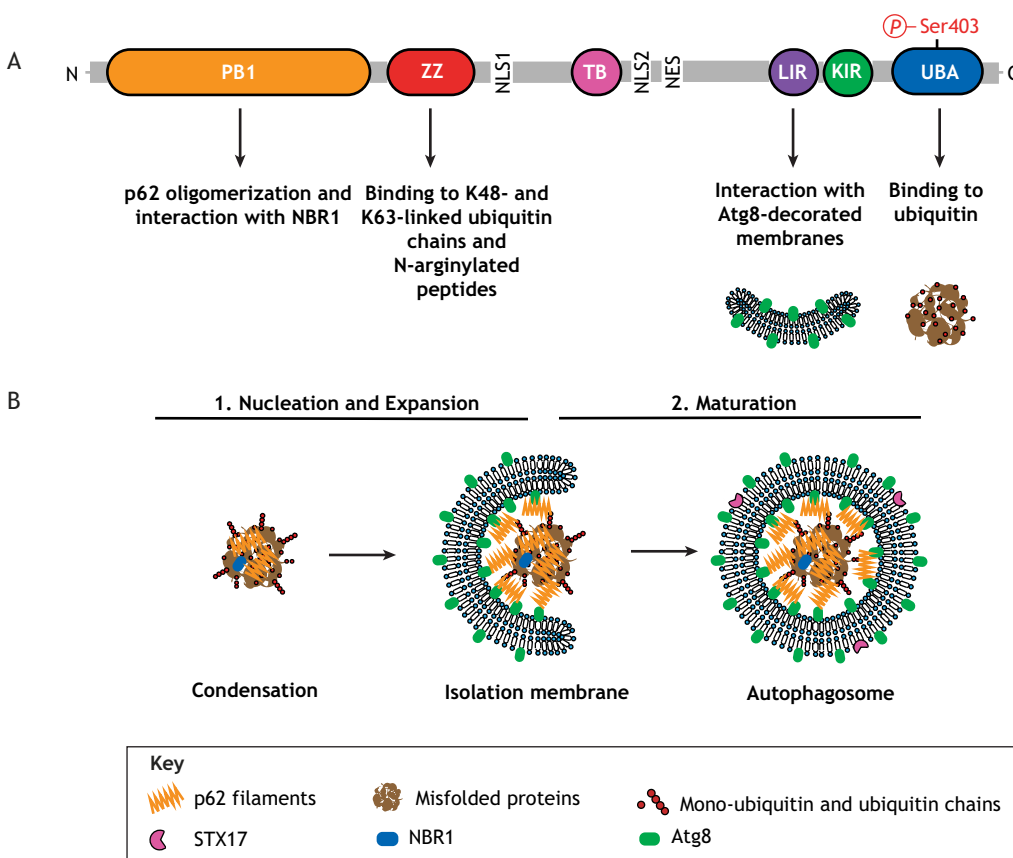 A
P
Ser403
N
PB1
ZZ
NLS1
TB
NLS2
NES
LIR
KIR
UBA
C
p62 oligomerization and
interaction with NBR1
Binding to K48- and
K63-linked ubiquitin
chains and
N-arginylated
peptides
Interaction with
Atg8-decorated
membranes
Binding to
ubiquitin
B
1. Nucleation and Expansion
2. Maturation
Condensation
Isolation membrane
Autophagosome
Key
p62 filaments
Misfolded proteins
Mono-ubiquitin and ubiquitin chains
STX17
NBR1
Atg8